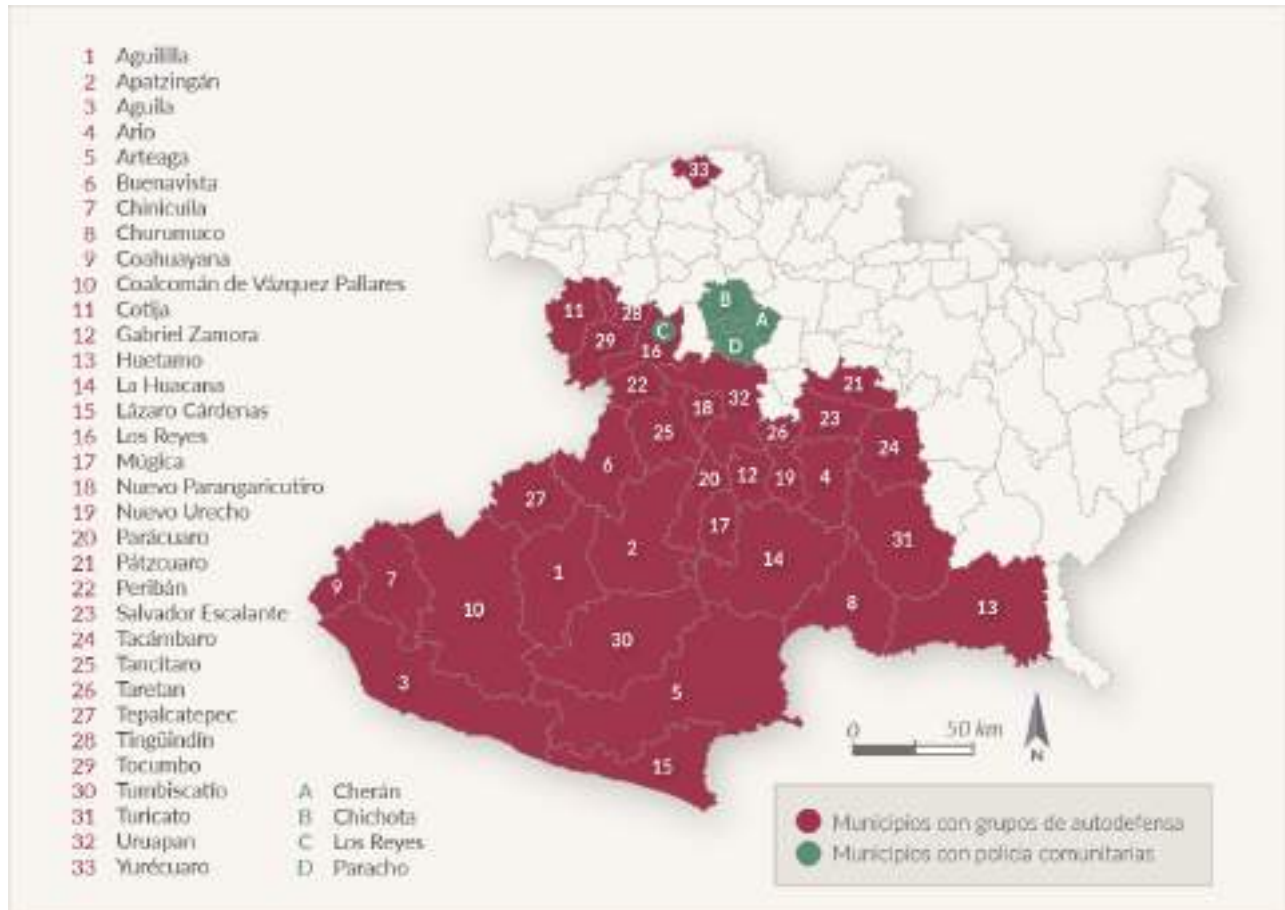 1 Aguililla
2 Apatzingán
3 Aguila
4 Ario
5 Arteaga
6 Buenavista
7 Chinicuila
8 Churumuco
9 Coahuayana
10 Coalcomán de Vázquez Pallares
11 Cotija
12 Gabriel Zamora
13 Huetamo
14 La Huacana
15 Lázaro Cárdenas
16 Los Reyes
17 Múgica
18 Nuevo Parangaricutiro
19 Nuevo Urecho
20 Parácuaro
21 Pátzcuaro
22 Peribán
23 Salvador Escalante
24 Tacámbaro
25 Tancítaro
26 Taretan
27 Tepalcatepec
28 Tingüindín
29 Tocumbo
30 Tumbiscatío
31 Turicato
32 Uruapan
33 Yurécuaro
A Cherán
B Chichota
C Los Reyes
D Paracho
33
11
28
B
A
C
29
16
D
22
21
32
18
23
25
26
24
6
20
12
19
4
27
17
31
2
14
1
9
7
10
8
13
30
3
5
15
0 50 km
N
Municipios con grupos de autodefensa
Municipios con policía comunitarias